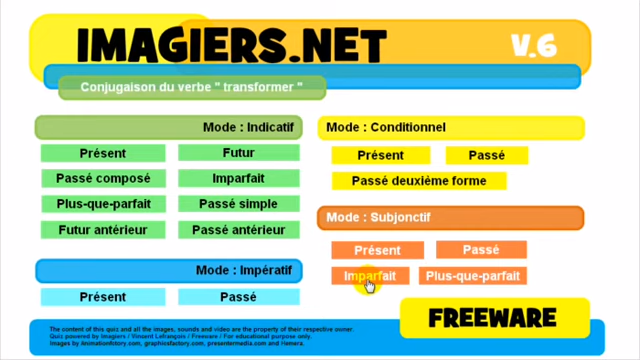 IMAGIERS.NET
V.6
Conjugaison du verbe " transformer "
Mode : Indicatif
Présent
Futur
Passé composé
Imparfait
Plus-que-parfait
Passé simple
Futur antérieur
Passé antérieur
Mode : Impératif
Présent
Passé
Mode : Conditionnel
Présent
Passé
Passé deuxième forme
Mode : Subjonctif
Présent
Passé
Imparfait
Plus-que-parfait
FREEWARE
The content of this quiz and all the images, sounds and video are the property of their respective owner.
Quiz powered by Imagiers / Vincent Lefrançois / Freeware / For educational purpose only.
Images by Animationfstory.com, graphicsfactory.com, presentermedia.com and Hemera.